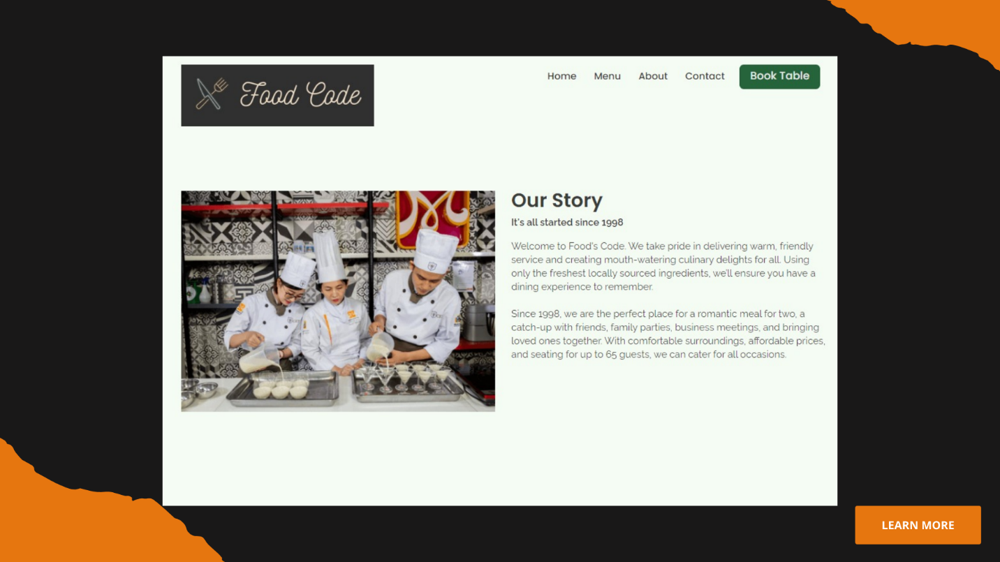 Food Code
Home Menu About Contact Book Table
Our Story
It's all started since 1998
Welcome to Food's Code. We take pride in delivering warm, friendly
service and creating mouth-watering culinary delights for all. Using
only the freshest locally sourced ingredients, we'll ensure you have a
dining experience to remember.
Since 1998, we are the perfect place for a romantic meal for two, a
catch-up with friends, family parties, business meetings, and bringing
loved ones together. With comfortable surroundings, affordable prices,
and seating for up to 65 guests, we can cater for all occasions.
LEARN MORE